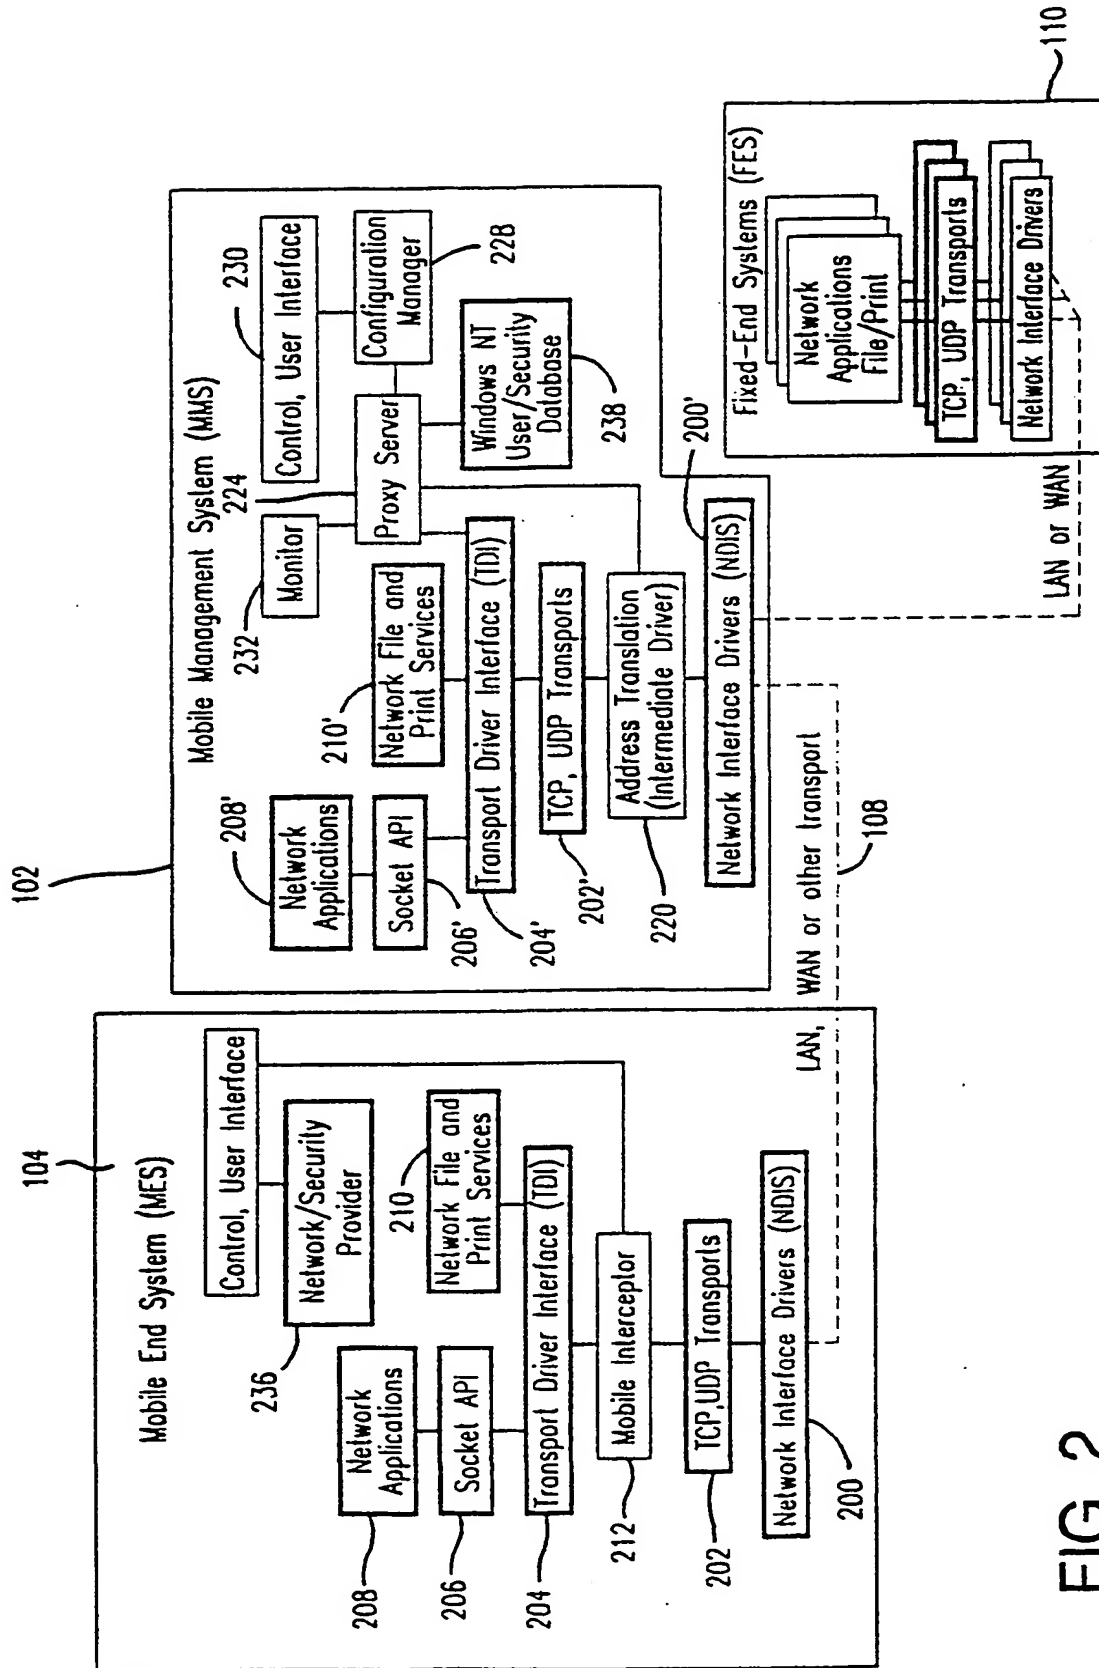 104
Mobile End System (MES)
Control, User Interface
Network/Security
Provider
236
210
Network File and
Print Services
Network
Applications
208
Socket API
206
Transport Driver Interface (TDI)
204
Mobile Interceptor
212
TCP,UDP Transports
202
Network Interface Drivers (NDIS)
200
102
Mobile Management System (MMS)
232
Monitor
224
230
Control, User Interface
Proxy Server
Configuration
Manager
228
Windows NT
User/Security
Database
238
208'
Network
Applications
210'
Network File and
Print Services
Socket API
206'
Transport Driver Interface (TDI)
204'
TCP, UDP Transports
202'
Address Translation
(Intermediate Driver)
220
Network Interface Drivers (NDIS)
200'
LAN, WAN or other transport
108
LAN or WAN
Fixed-End Systems (FES)
Network
Applications
File/Print
TCP, UDP Transports
Network Interface Drivers
110
FIG. 2